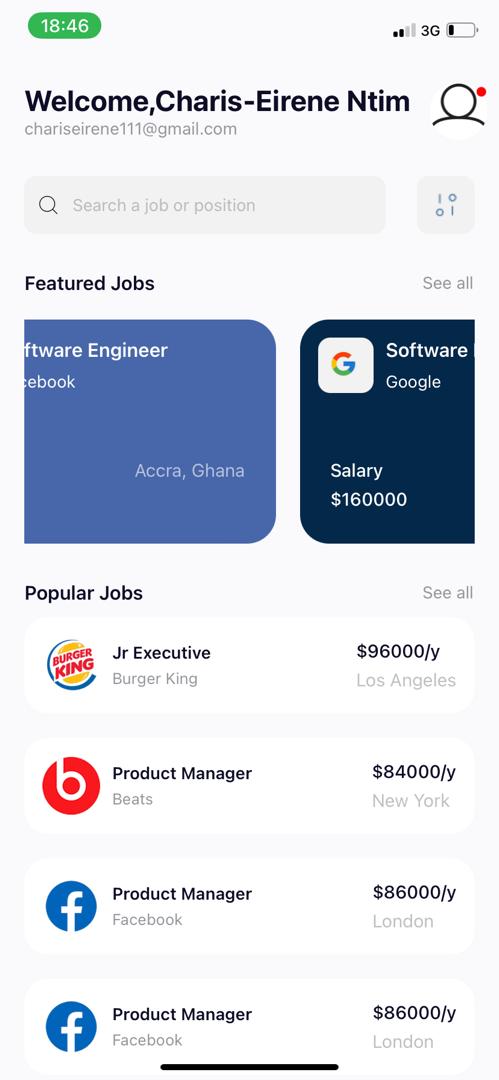 18:46
3G
Welcome,Charis-Eirene Ntim
chariseirene111@gmail.com
Search a job or position
Featured Jobs
See all
ftware Engineer
cebook
Accra, Ghana
Software
Google
Salary
$160000
Popular Jobs
See all
BURGER KING
Jr Executive
$96000/y
Burger King
Los Angeles
Product Manager
$84000/y
Beats
New York
Product Manager
$86000/y
Facebook
London
Product Manager
$86000/y
Facebook
London